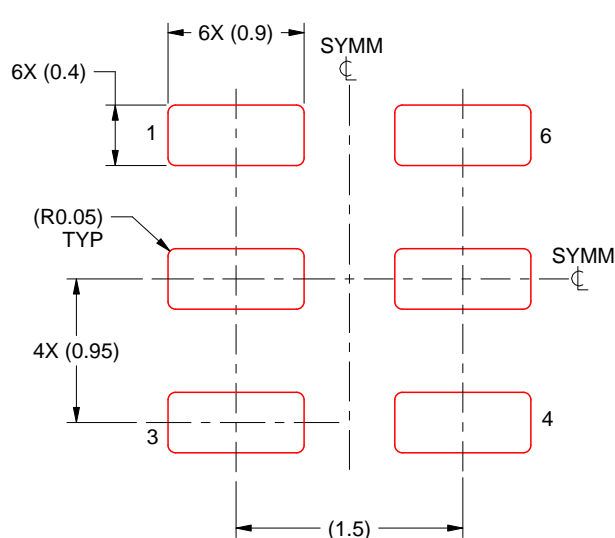 6X (0.9)
SYMM
℄
6X (0.4)
1
6
(R0.05)
TYP
SYMM
℄
4X (0.95)
3
4
(1.5)